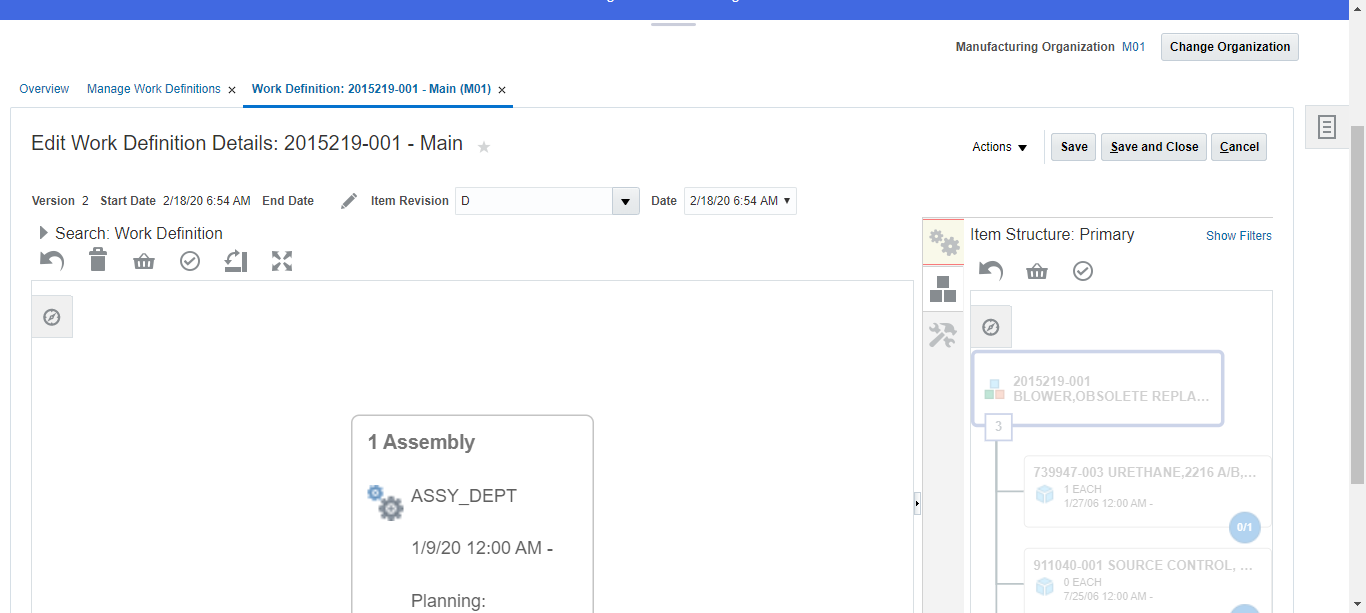 Manufacturing Organization M01 Change Organization
Overview Manage Work Definitions × Work Definition: 2015219-001 - Main (M01) ×
Edit Work Definition Details: 2015219-001 - Main
Actions Save Save and Close Cancel
Version 2 Start Date 2/18/20 6:54 AM End Date Item Revision D Date 2/18/20 6:54 AM
Search: Work Definition
Item Structure: Primary Show Filters
2015219-001
BLOWER,OBSOLETE REPLA...
3
1 Assembly
ASSY_DEPT
1/9/20 12:00 AM -
Planning:
739947-003 URETHANE,2216 A/B,...
1 EACH
1/27/06 12:00 AM -
0/1
911040-001 SOURCE CONTROL, ...
0 EACH
7/25/06 12:00 AM -